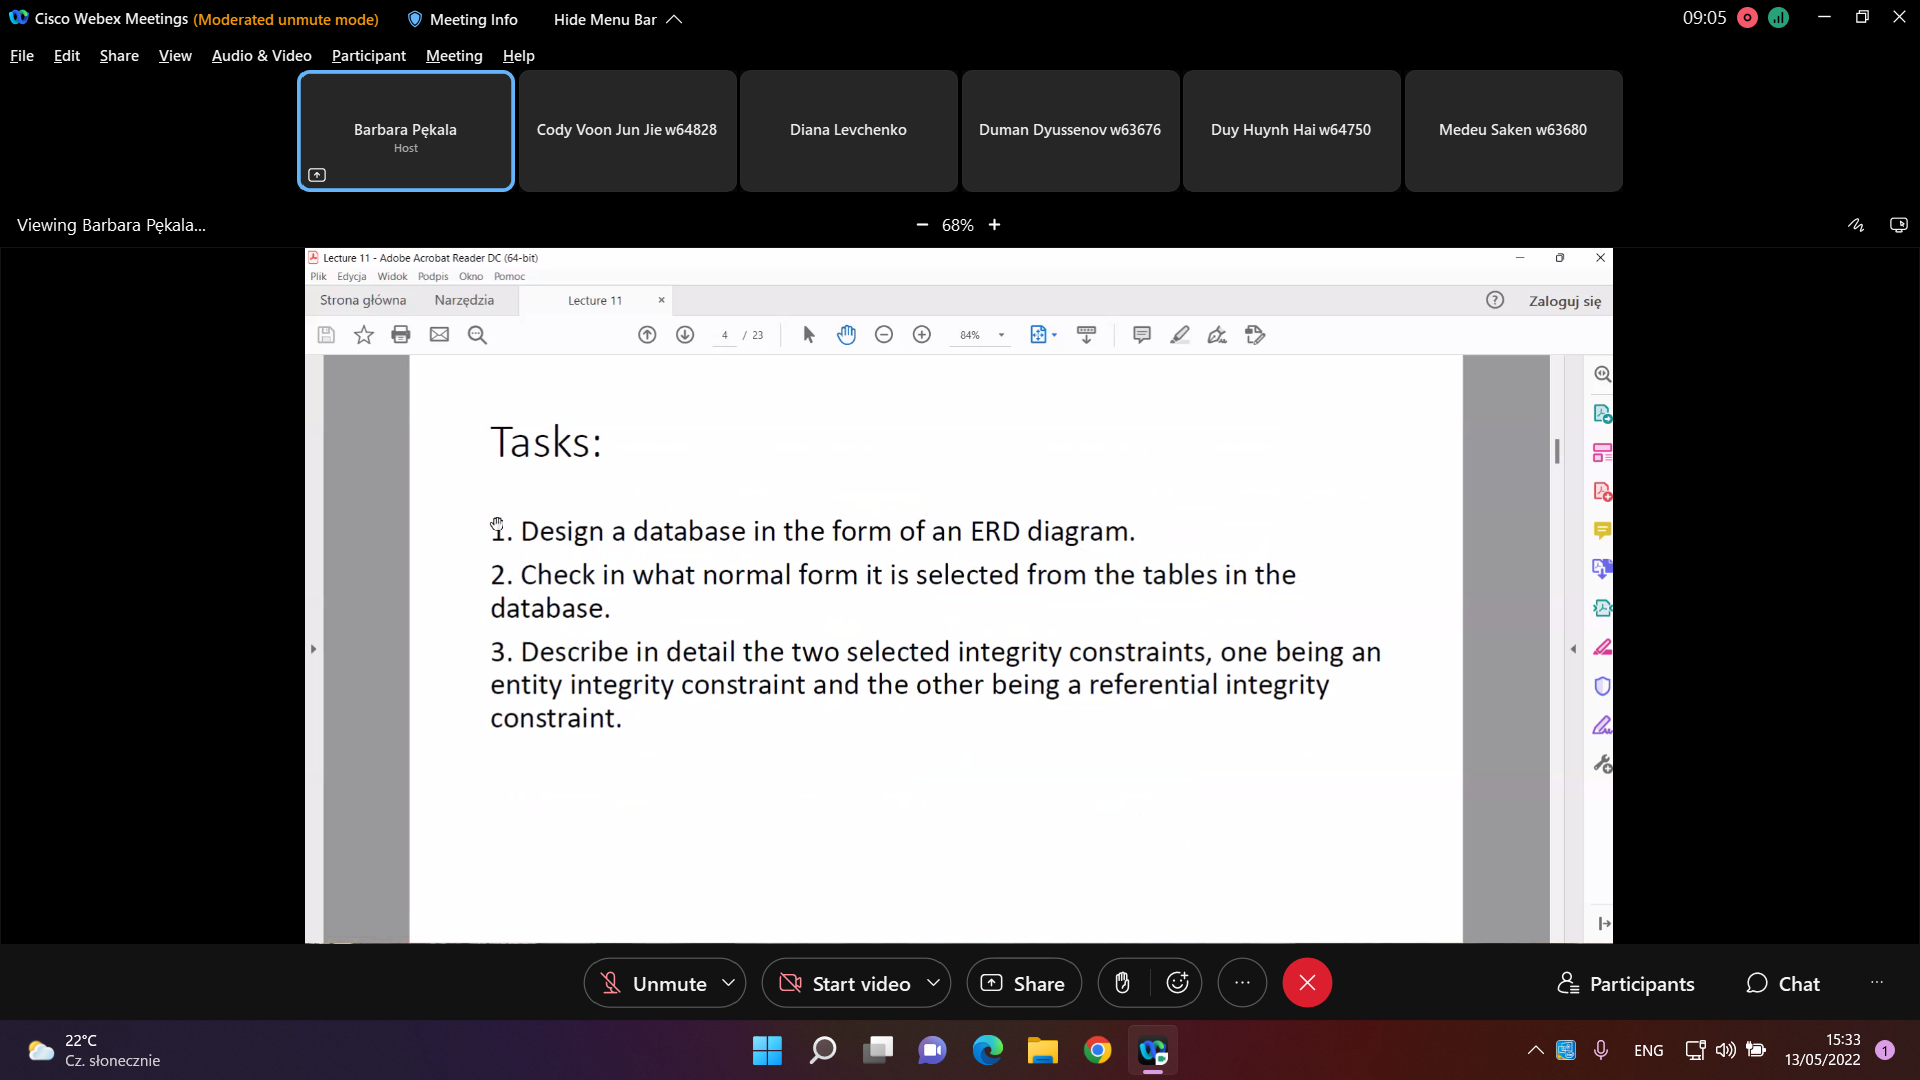 Cisco Webex Meetings (Moderated unmute mode) Meeting Info Hide Menu Bar 09:05
File Edit Share View Audio & Video Participant Meeting Help
Barbara Pękala Cody Voon Jun Jie w64828 Diana Levchenko Duman Dyussenov w63676 Duy Huynh Hai w64750 Medeu Saken w63680
Host
Viewing Barbara Pękala... 68%
Lecture 11 - Adobe Acrobat Reader DC (64-bit)
Plik Edycja Widok Podpis Okno Pomoc
Strona główna Narzędzia Lecture 11 Zaloguj się
4 / 23 84%
Tasks:
1. Design a database in the form of an ERD diagram.
2. Check in what normal form it is selected from the tables in the
database.
3. Describe in detail the two selected integrity constraints, one being an
entity integrity constraint and the other being a referential integrity
constraint.
Unmute Start video Share Participants Chat
22°C
Cz. słonecznie
ENG
15:33
13/05/2022
1